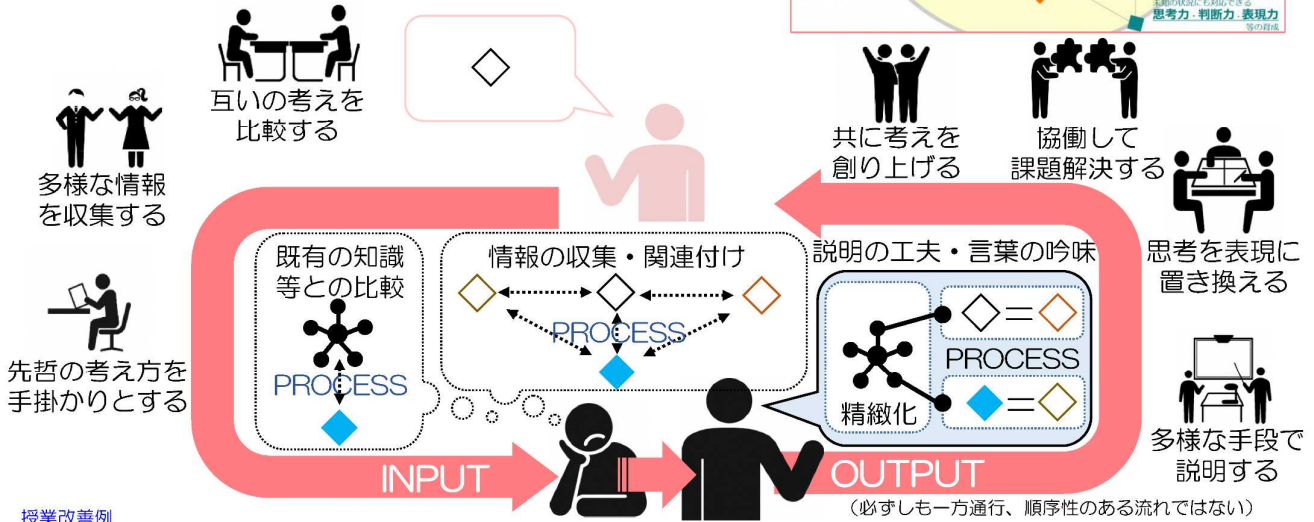 思考力・判断力・表現力
等の育成
互いの考えを
比較する
多様な情報
を収集する
先哲の考え方を
手掛かりとする
共に考えを
創り上げる
協働して
課題解決する
思考を表現に
置き換える
多様な手段で
説明する
既有の知識
等との比較
PROCESS
情報の収集・関連付け
PROCESS
説明の工夫・言葉の吟味
精緻化
=
PROCESS
=
INPUT
OUTPUT
（必ずしも一方通行、順序性のある流れではない）
授業改善例